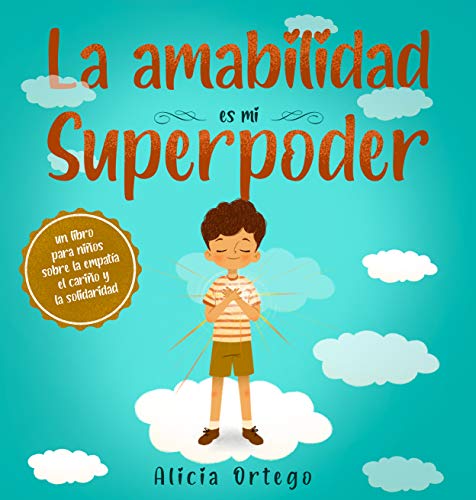 La amabilidad
es mi
Superpoder
un libro
para niños
sobre la empatía
el cariño y
la solidaridad
Alicia Ortego